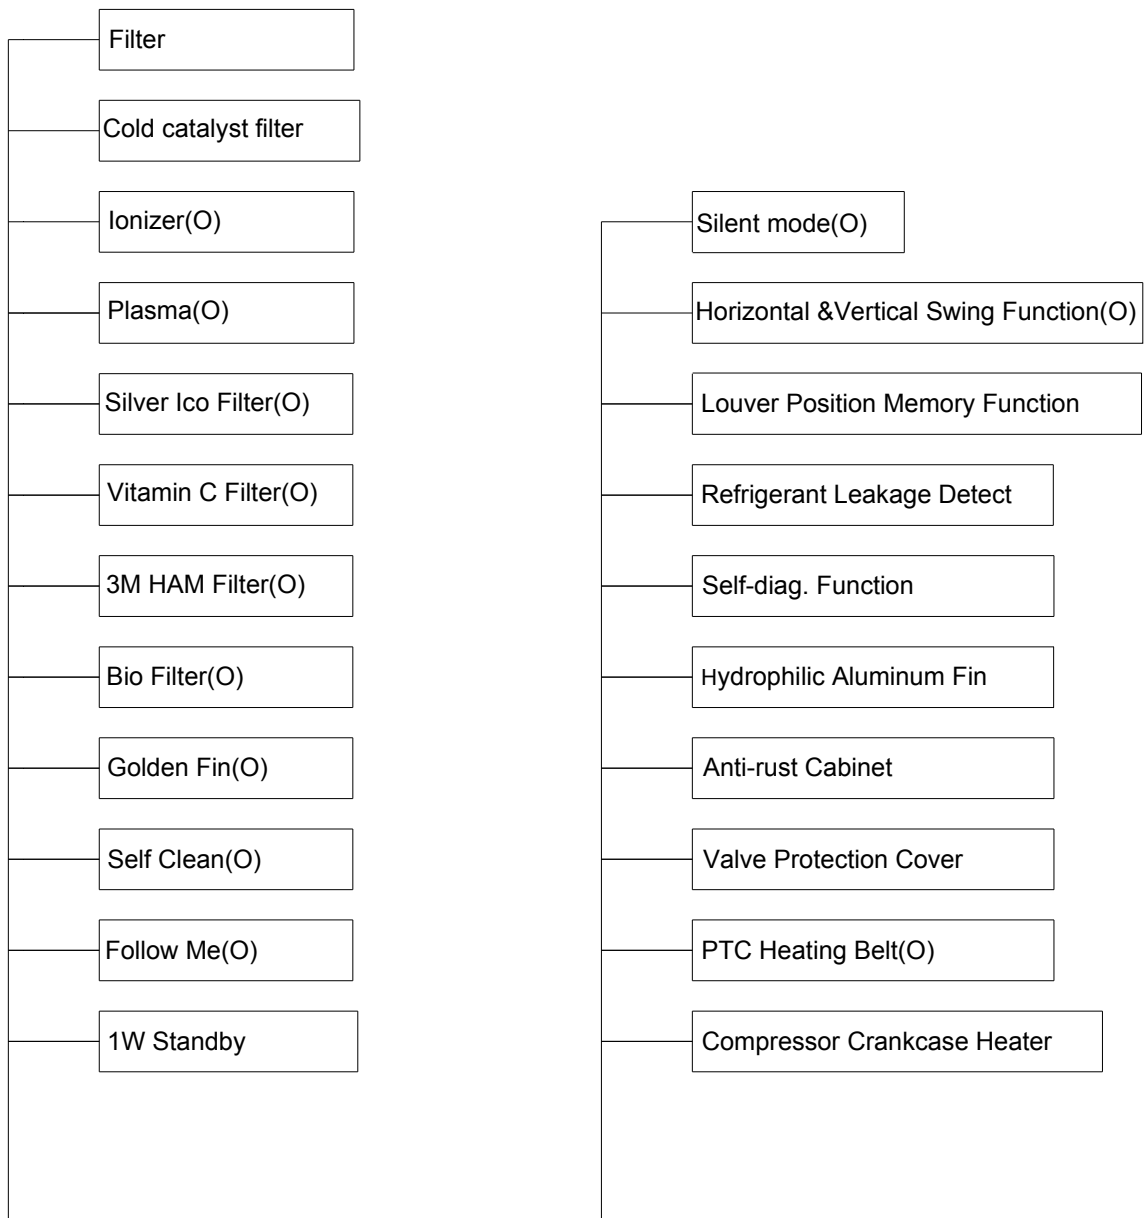 Filter
Cold catalyst filter
Ionizer(O)
Plasma(O)
Silver Ico Filter(O)
Vitamin C Filter(O)
3M HAM Filter(O)
Bio Filter(O)
Golden Fin(O)
Self Clean(O)
Follow Me(O)
1W Standby
Silent mode(O)
Horizontal &Vertical Swing Function(O)
Louver Position Memory Function
Refrigerant Leakage Detect
Self-diag. Function
Hydrophilic Aluminum Fin
Anti-rust Cabinet
Valve Protection Cover
PTC Heating Belt(O)
Compressor Crankcase Heater